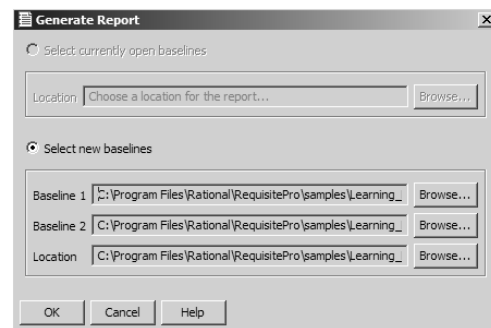 Generate Report
Select currently open baselines
Location Choose a location for the report... Browse...
Select new baselines
Baseline 1 C:\Program Files\Rational\RequisitePro\samples\Learning_ Browse...
Baseline 2 C:\Program Files\Rational\RequisitePro\samples\Learning_ Browse...
Location C:\Program Files\Rational\RequisitePro\samples\Learning_ Browse...
OK Cancel Help